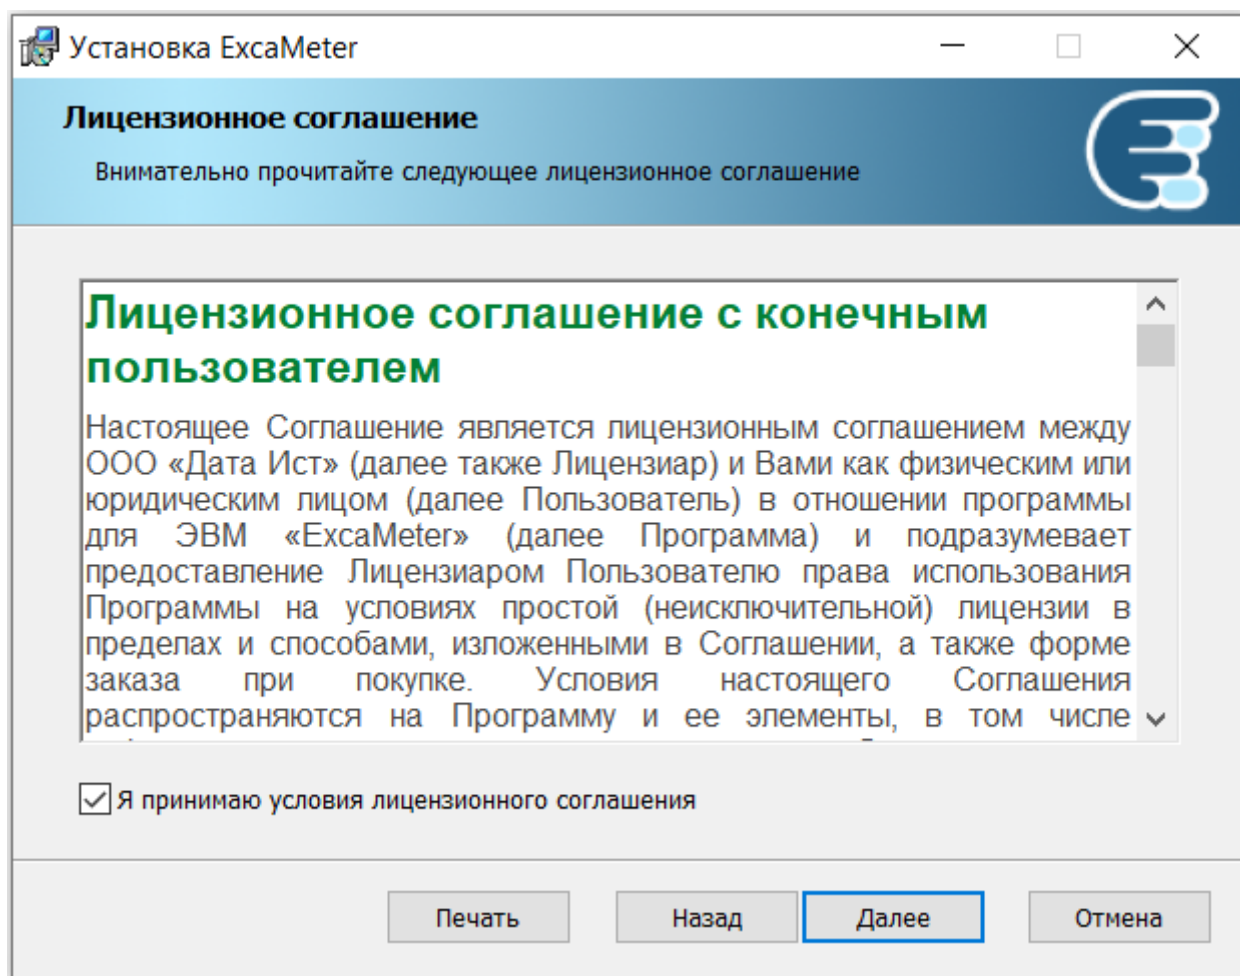 Установка ExcaMeter
Лицензионное соглашение
Внимательно прочитайте следующее лицензионное соглашение
Лицензионное соглашение с конечным
пользователем
Настоящее Соглашение является лицензионным соглашением между
ООО «Дата Ист» (далее также Лицензиар) и Вами как физическим или
юридическим лицом (далее Пользователь) в отношении программы
для ЭВМ «ExcaMeter» (далее Программа) и подразумевает
предоставление Лицензиаром Пользователю права использования
Программы на условиях простой (неисключительной) лицензии в
пределах и способами, изложенными в Соглашении, а также форме
заказа при покупке. Условия настоящего Соглашения
распространяются на Программу и ее элементы, в том числе
Я принимаю условия лицензионного соглашения
Печать
Назад
Далее
Отмена